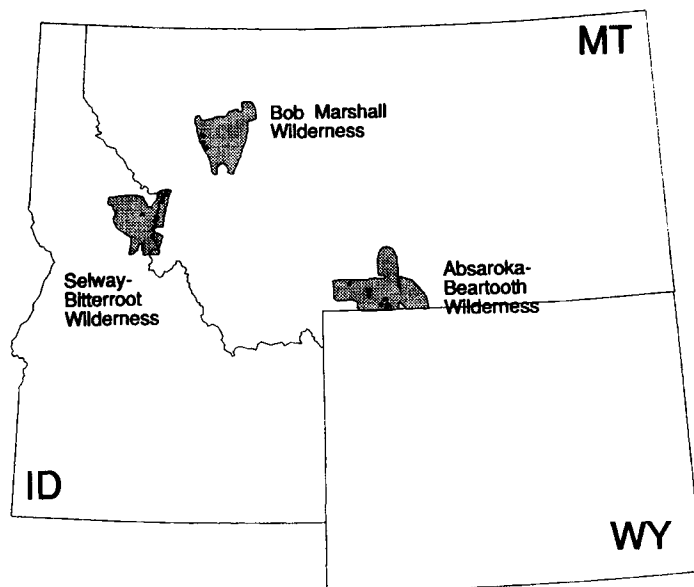 MT
Bob Marshall
Wilderness
Selway-
Bitterroot
Wilderness
Absaroka-
Beartooth
Wilderness
ID
WY